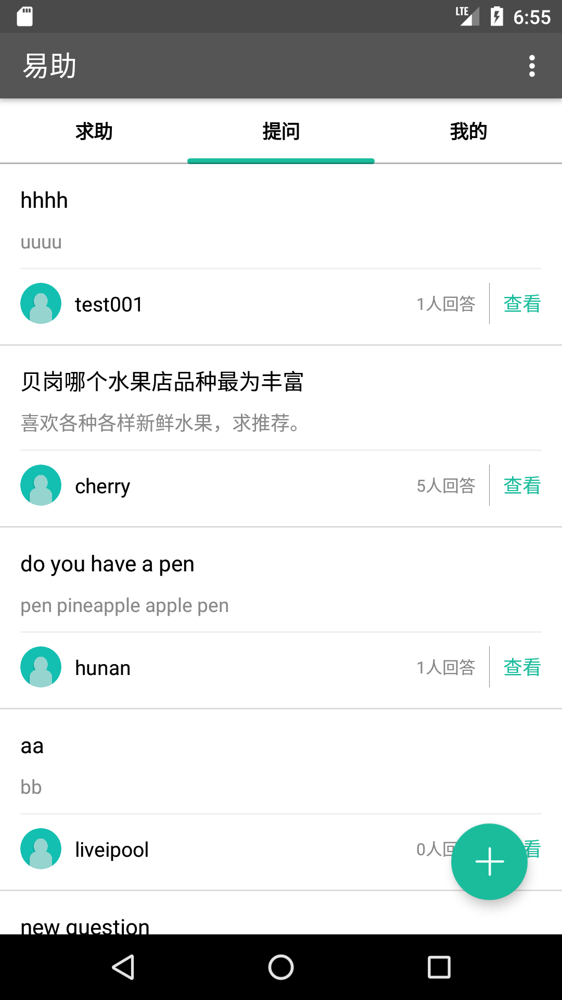 LTE 6:55
易助
求助 提问 我的
hhhh
uuuu
test001 1人回答 查看
贝岗哪个水果店品种最为丰富
喜欢各种各样新鲜水果，求推荐。
cherry 5人回答 查看
do you have a pen
pen pineapple apple pen
hunan 1人回答 查看
aa
bb
liveipool 0人回 看
new question